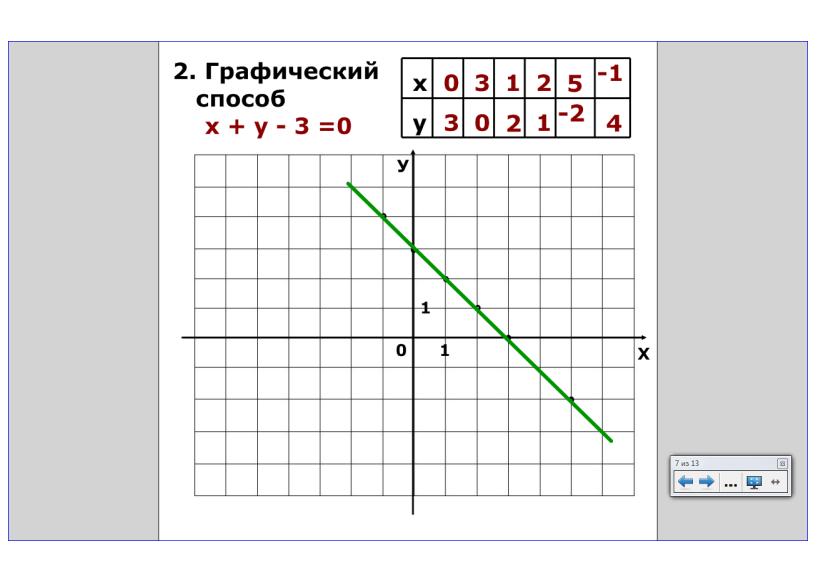 2. Графический
способ
х + у - 3 =0
х 0 3 1 2 5 -1
у 3 0 2 1 -2 4
У
1
0 1
Х
7 из 13
...